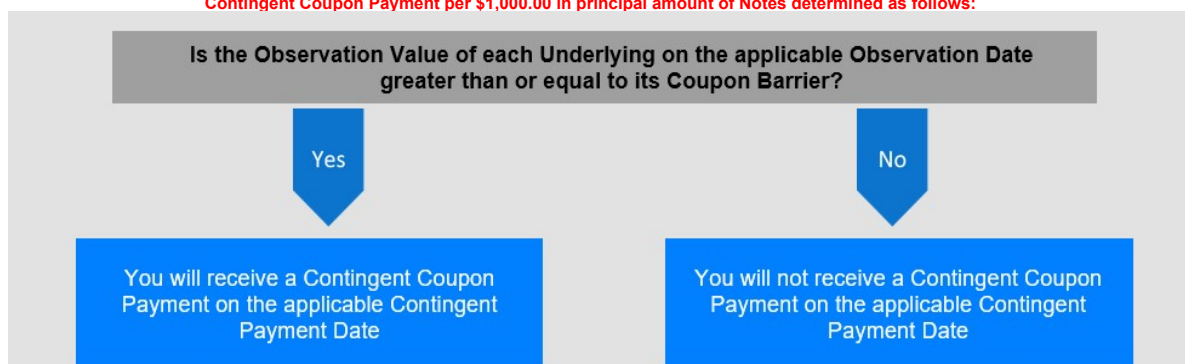 Contingent Coupon Payment per $1,000.00 in principal amount of Notes determined as follows:
Is the Observation Value of each Underlying on the applicable Observation Date
greater than or equal to its Coupon Barrier?
Yes
No
You will receive a Contingent Coupon
Payment on the applicable Contingent
Payment Date
You will not receive a Contingent Coupon
Payment on the applicable Contingent
Payment Date